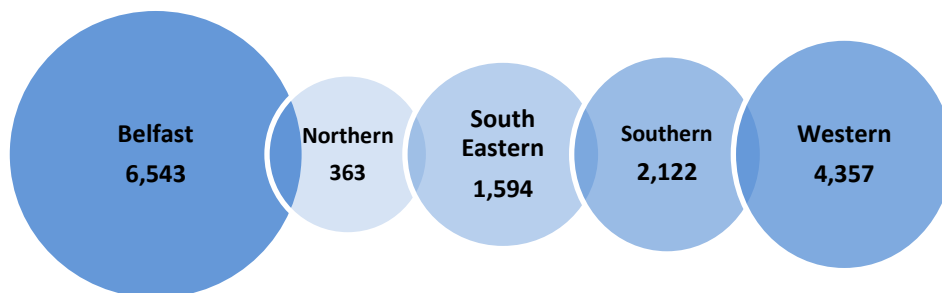 Belfast
6,543
Northern
363
South
Eastern
1,594
Southern
2,122
Western
4,357